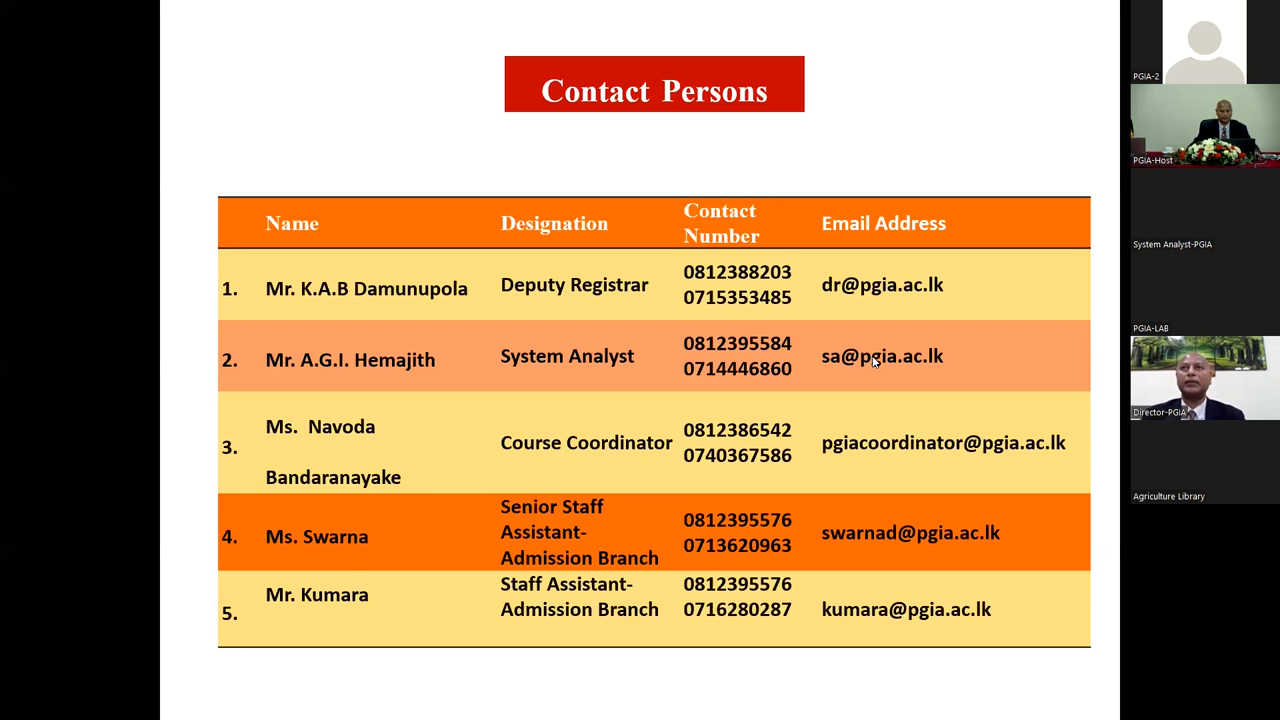 Contact Persons
Name Designation Contact Number Email Address
1. Mr. K.A.B Damunupola Deputy Registrar 0812388203 0715353485 dr@pgia.ac.lk
2. Mr. A.G.I. Hemajith System Analyst 0812395584 0714446860 sa@pgia.ac.lk
3. Ms. Navoda Bandaranayake Course Coordinator 0812386542 0740367586 pgiacoordinator@pgia.ac.lk
4. Ms. Swarna Senior Staff Assistant- Admission Branch 0812395576 0713620963 swarnad@pgia.ac.lk
5. Mr. Kumara Staff Assistant- Admission Branch 0812395576 0716280287 kumara@pgia.ac.lk
PGIA-2
PGIA-Host
System Analyst-PGIA
PGIA-LAB
Director-PGIA
Agriculture Library